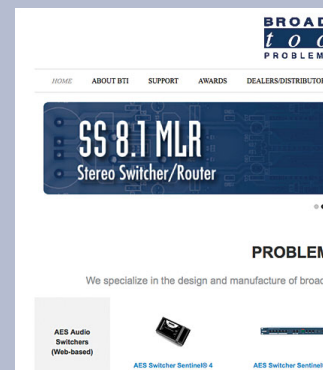 BROAD
too
PROBLEM
HOME ABOUT BTI SUPPORT AWARDS DEALERS/DISTRIBUTOR
SS 8.1 MLR
Stereo Switcher/Router
PROBLEM
We specialize in the design and manufacture of broad
AES Audio
Switchers
(Web-based)
AES Switcher Sentinel® 4 AES Switcher Sentinel